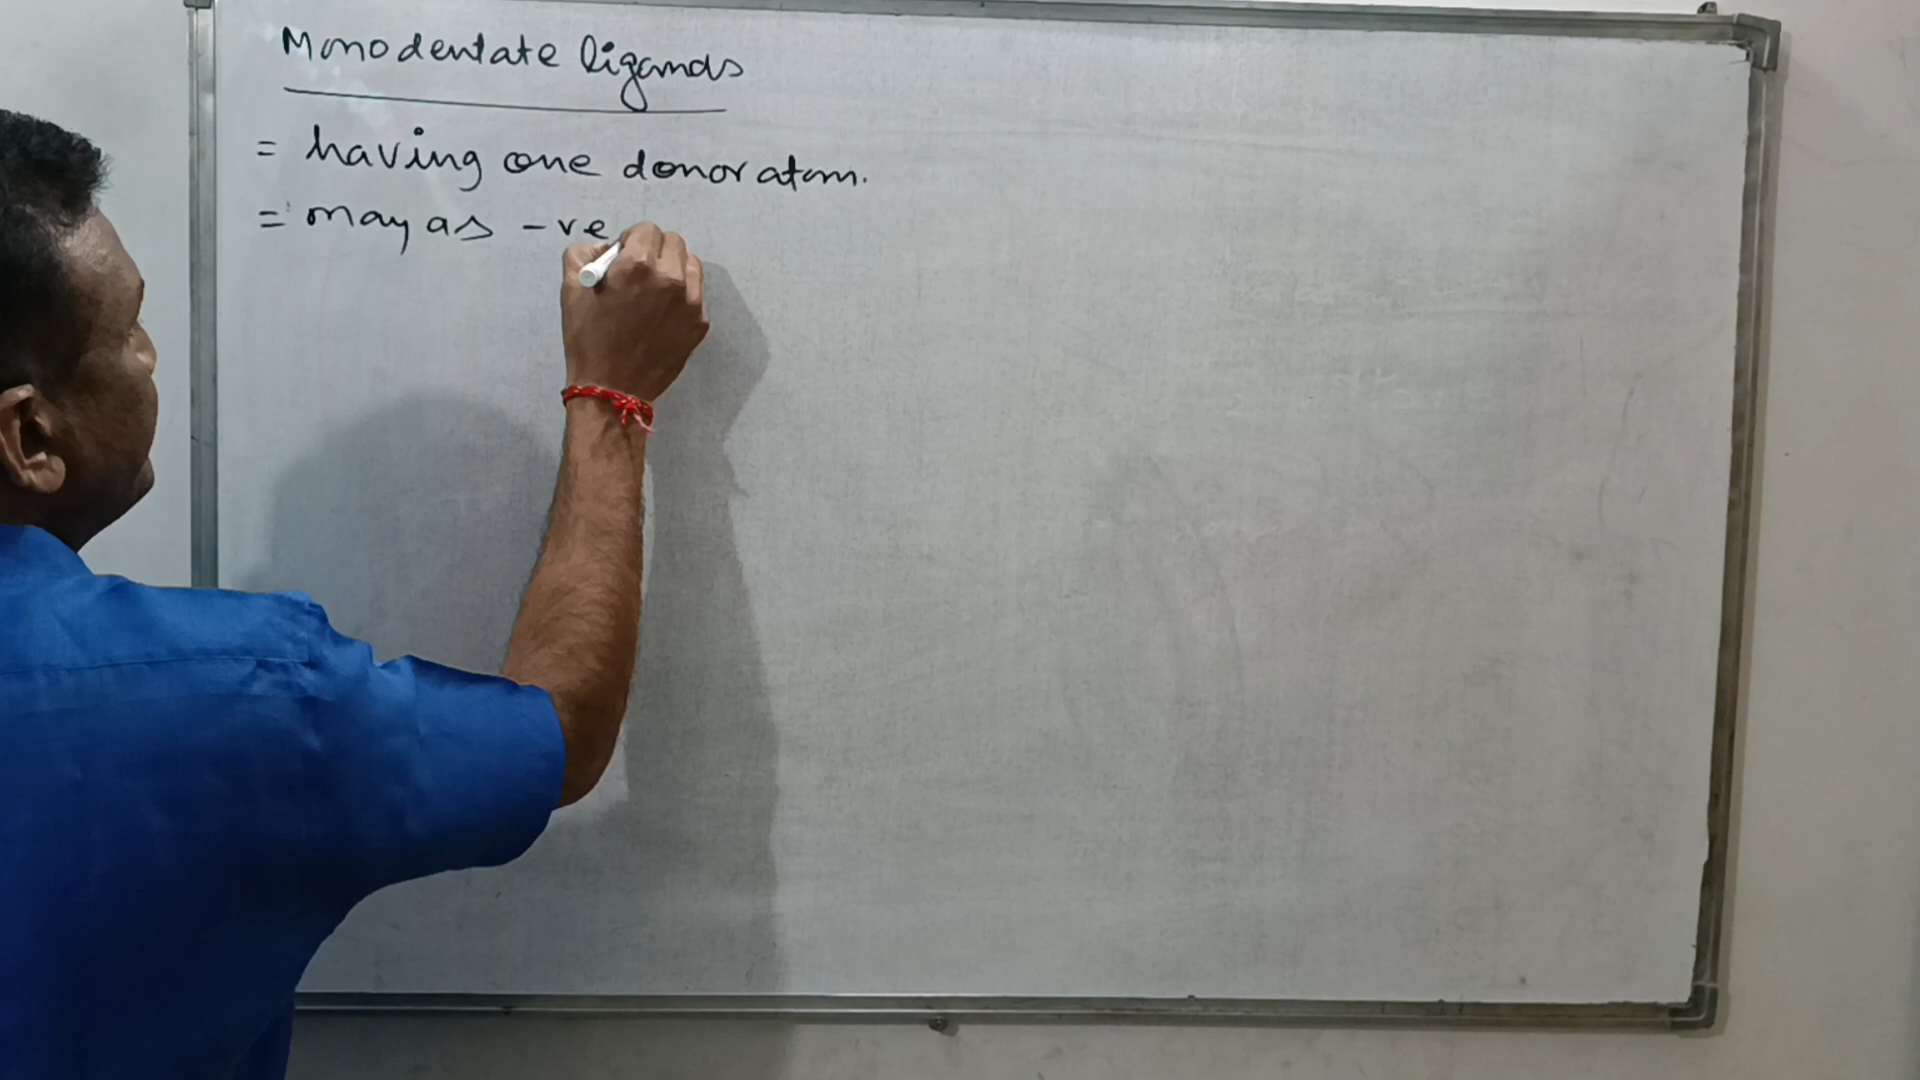 Monodentate ligands
= having one donor atom.
= may as -ve